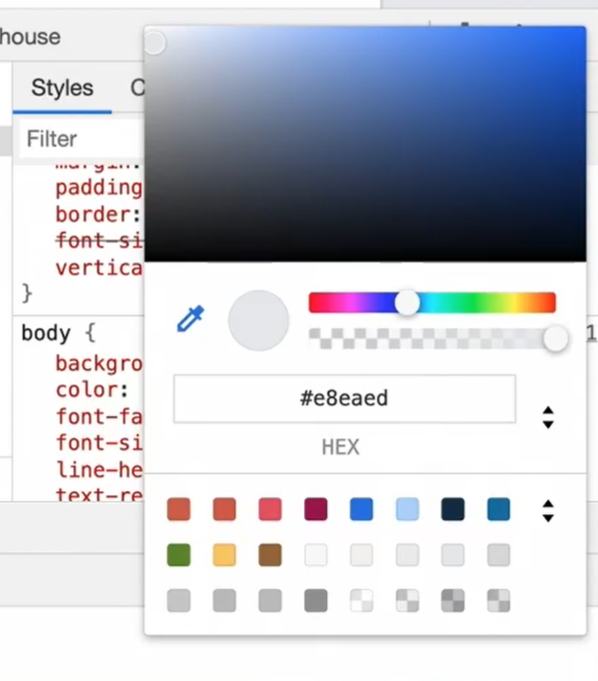 house
Styles
Filter
margin:
padding
border:
font-si
vertica
}
body {
backgro
color:
font-fa
font-si
line-he
text-re
#e8eaed
HEX